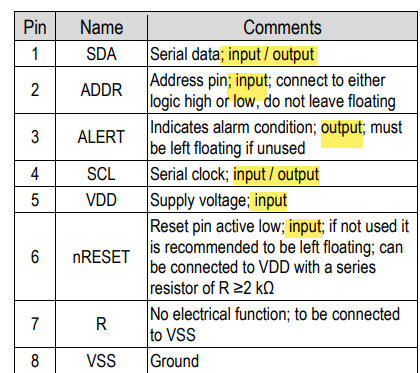 Pin Name Comments
1 SDA Serial data; input / output
2 ADDR Address pin; input; connect to either
logic high or low, do not leave floating
3 ALERT Indicates alarm condition; output; must
be left floating if unused
4 SCL Serial clock; input / output
5 VDD Supply voltage; input
6 nRESET Reset pin active low; input; if not used it
is recommended to be left floating; can
be connected to VDD with a series
resistor of R ≥2 kΩ
7 R No electrical function; to be connected
to VSS
8 VSS Ground